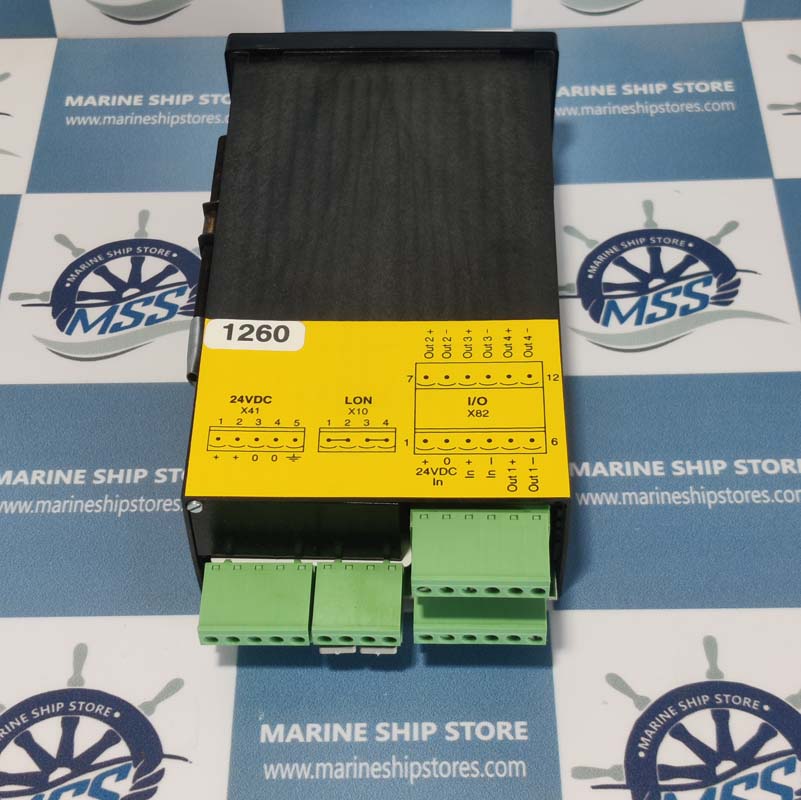 MARINE SHIP STORE
www.marineshipstores.com
MARINE SHIP STORE
www.marineshipstores.com
MARINE SHIP STORE
MSS
MARINE SHIP STORE
MSS
1260
Out 2 +
Out 2 -
Out 3 +
Out 3 -
Out 4 +
Out 4 -
7
12
24VDC
X41
1 2 3 4 5
+ + 0 0
LON
X10
1 2 3 4
I/O
X82
1
6
+ 0 + - + -
24VDC
In
In
In
Out 1 +
Out 1 -
MARINE SHIP
www.marineships
MARINE SHIP STORE
marineshipstores.com
MARINE SHIP STORE
MSS
MARINE SHIP STORE
www.marineshipstores.com
MARINE SHIP STORE
MSS